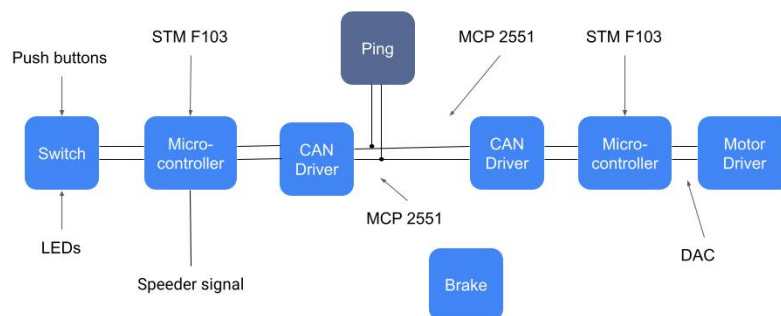 STM F103
MCP 2551
STM F103
Ping
Push buttons
Switch
Micro-
controller
CAN
Driver
CAN
Driver
Micro-
controller
Motor
Driver
LEDs
MCP 2551
DAC
Speeder signal
Brake